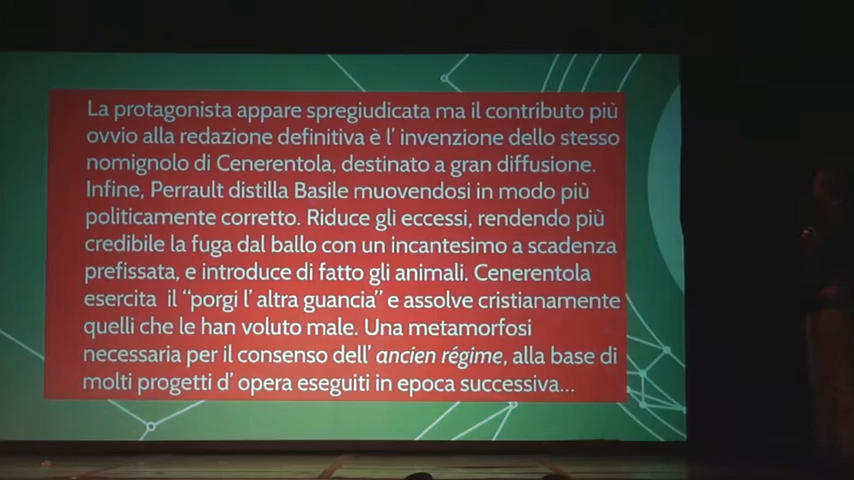 La protagonista appare spregiudicata ma il contributo più
ovvio alla redazione definitiva è l' invenzione dello stesso
nomignolo di Cenerentola, destinato a gran diffusione.
Infine, Perrault distilla Basile muovendosi in modo più
politicamente corretto. Riduce gli eccessi, rendendo più
credibile la fuga dal ballo con un incantesimo a scadenza
prefissata, e introduce di fatto gli animali. Cenerentola
esercita il “porgi l' altra guancia” e assolve cristianamente
quelli che le han voluto male. Una metamorfosi
necessaria per il consenso dell' ancien régime, alla base di
molti progetti d' opera eseguiti in epoca successiva...